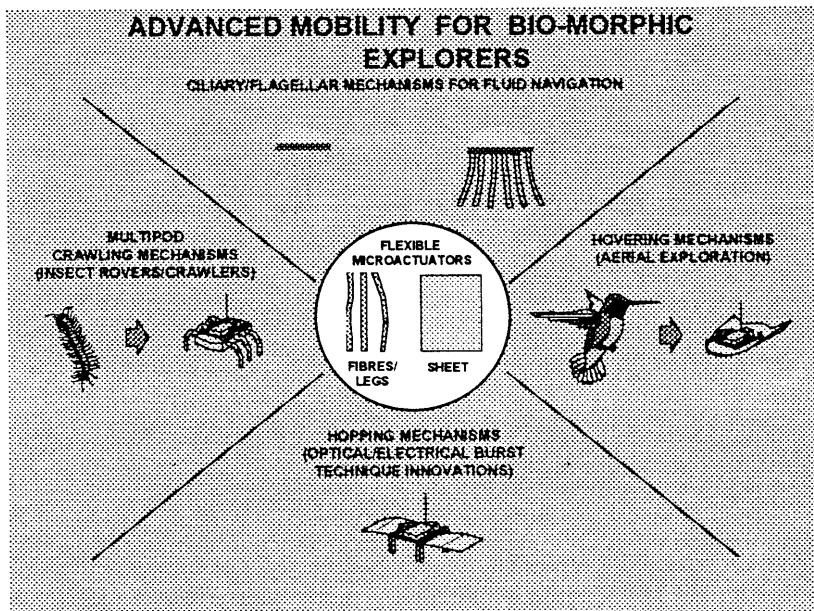 ADVANCED MOBILITY FOR BIO-MORPHIC
EXPLORERS
CILIARY/FLAGELLAR MECHANISMS FOR FLUID NAVIGATION
MULTIPOD
CRAWLING MECHANISMS
(INSECT ROVERS/CRAWLERS)
FLEXIBLE
MICROACTUATORS
FIBRES/
LEGS
SHEET
HOVERING MECHANISMS
(AERIAL EXPLORATION)
HOPPING MECHANISMS
(OPTICAL/ELECTRICAL BURST
TECHNIQUE INNOVATIONS)